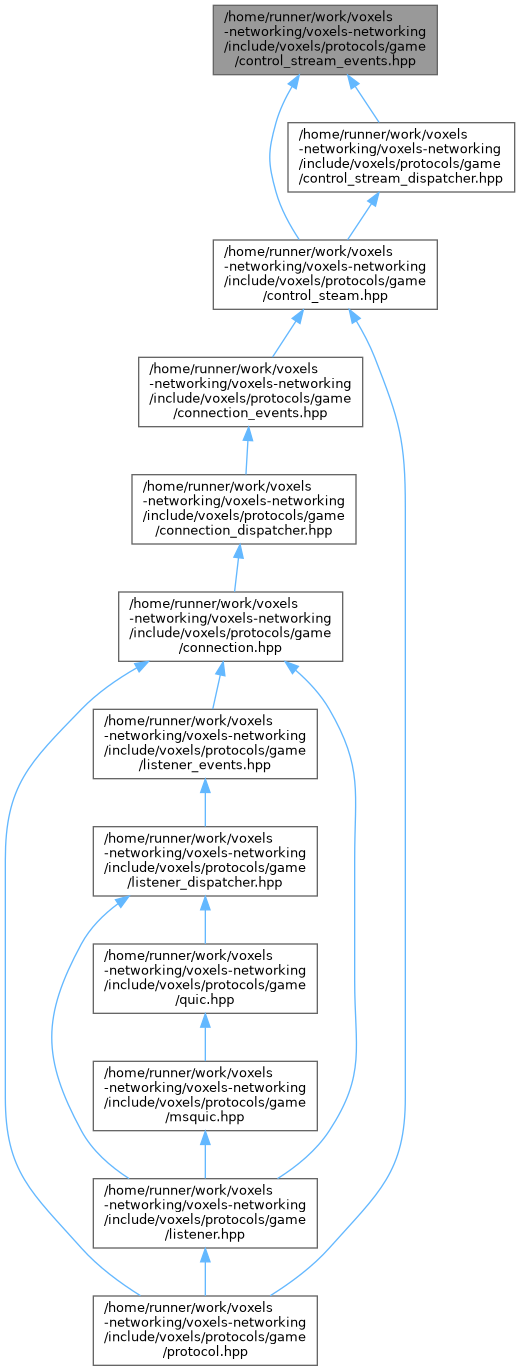 /home/runner/work/voxels
-networking/voxels-networking
/include/voxels/protocols/game
/control_stream_events.hpp
/home/runner/work/voxels
-networking/voxels-networking
/include/voxels/protocols/game
/control_stream_dispatcher.hpp
/home/runner/work/voxels
-networking/voxels-networking
/include/voxels/protocols/game
/control_steam.hpp
/home/runner/work/voxels
-networking/voxels-networking
/include/voxels/protocols/game
/connection_events.hpp
/home/runner/work/voxels
-networking/voxels-networking
/include/voxels/protocols/game
/connection_dispatcher.hpp
/home/runner/work/voxels
-networking/voxels-networking
/include/voxels/protocols/game
/connection.hpp
/home/runner/work/voxels
-networking/voxels-networking
/include/voxels/protocols/game
/listener_events.hpp
/home/runner/work/voxels
-networking/voxels-networking
/include/voxels/protocols/game
/listener_dispatcher.hpp
/home/runner/work/voxels
-networking/voxels-networking
/include/voxels/protocols/game
/quic.hpp
/home/runner/work/voxels
-networking/voxels-networking
/include/voxels/protocols/game
/msquic.hpp
/home/runner/work/voxels
-networking/voxels-networking
/include/voxels/protocols/game
/listener.hpp
/home/runner/work/voxels
-networking/voxels-networking
/include/voxels/protocols/game
/protocol.hpp